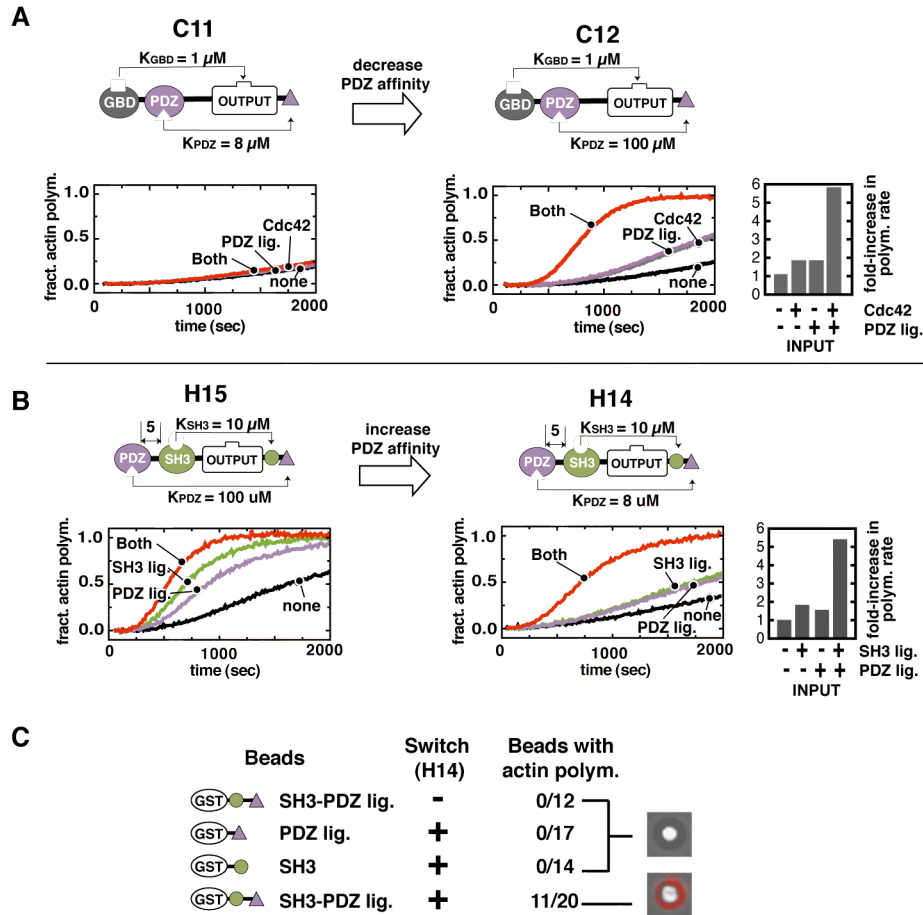 A
C11
KGBD = 1 µM
GBD
PDZ
OUTPUT
KPDZ = 8 µM
decrease
PDZ affinity
C12
KGBD = 1 µM
GBD
PDZ
OUTPUT
KPDZ = 100 µM
fract. actin polym.
1.0
0.5
0.0
0
1000
2000
time (sec)
Both
PDZ lig.
Cdc42
none
fract. actin polym.
1.0
0.5
0.0
0
1000
2000
time (sec)
Both
PDZ lig.
Cdc42
none
6
5
4
3
2
1
0
fold-increase in
polym. rate
- + - + Cdc42
- - + + PDZ lig.
INPUT
B
H15
5
KSH3 = 10 µM
PDZ
SH3
OUTPUT
KPDZ = 100 uM
increase
PDZ affinity
H14
5
KSH3 = 10 µM
PDZ
SH3
OUTPUT
KPDZ = 8 uM
fract. actin polym.
1.0
0.5
0.0
0
1000
2000
time (sec)
Both
SH3 lig.
PDZ lig.
none
fract. actin polym.
1.0
0.5
0.0
0
1000
2000
time (sec)
Both
SH3 lig.
PDZ lig.
none
6
5
4
3
2
1
0
fold-increase in
polym. rate
- + - + SH3 lig.
- - + + PDZ lig.
INPUT
C
Beads
Switch
(H14)
Beads with
actin polym.
GST SH3-PDZ lig. - 0/12
GST PDZ lig. + 0/17
GST SH3 + 0/14
GST SH3-PDZ lig. + 11/20